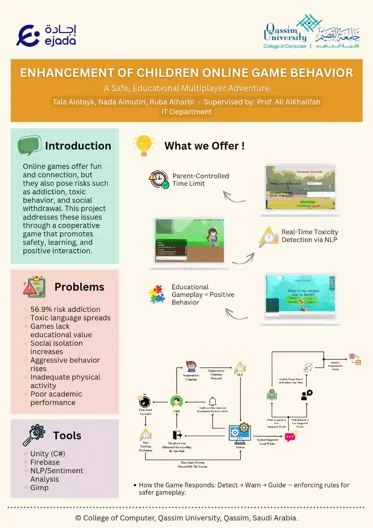 إجادة
ejada
Qassim
University
College of Computer
جامعة القصيم
كلية الحاسب
ENHANCEMENT OF CHILDREN ONLINE GAME BEHAVIOR
A Safe, Educational Multiplayer Adventure
Tala Alotayk, Nada Almutiri, Ruba Alharbi - Supervised by: Prof. Ali AlKhalifah
IT Department
Introduction
Online games offer fun
and connection, but
they also pose risks such
as addiction, toxic
behavior, and social
withdrawal. This project
addresses these issues
through a cooperative
game that promotes
safety, learning, and
positive interaction.
Problems
56.9% risk addiction
Toxic language spreads
Games lack
educational value
Social isolation
increases
Aggressive behavior
rises
Inadequate physical
activity
Poor academic
performance
Tools
Unity (C#)
Firebase
NLP/Sentiment
Analysis
Gimp
What we Offer !
Parent-Controlled
Time Limit
Real-Time Toxicity
Detection via NLP
Educational
Gameplay = Positive
Behavior
NLP
Child
System
How the Game Responds: Detect → Warn → Guide — enforcing rules for
safer gameplay.
© College of Computer, Qassim University, Qassim, Saudi Arabia.